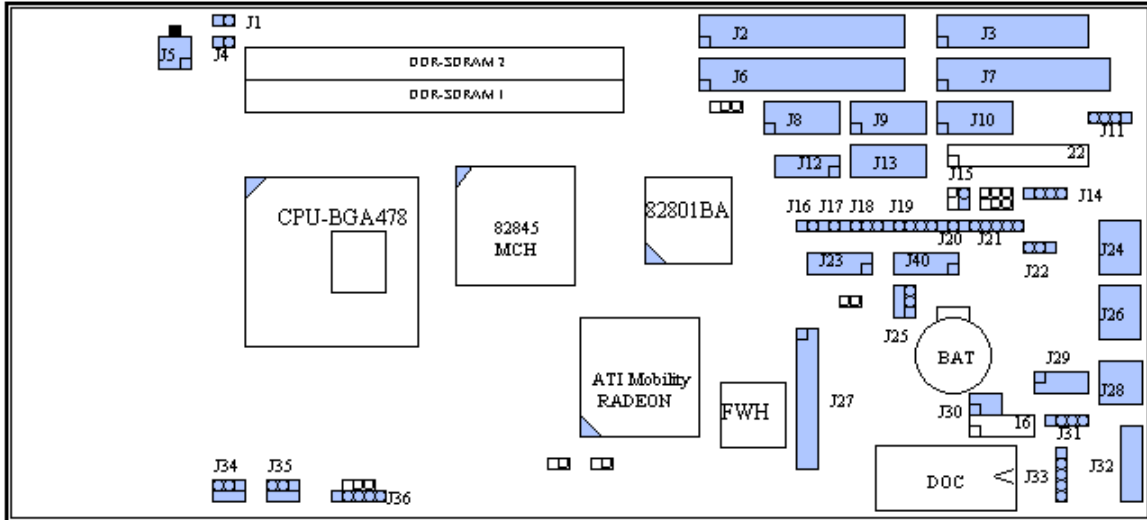 J1
J2
J3
J5
J4
DDR-SDRAM 2
J6
J7
DDR-SDRAM 1
J8
J9
J10
J11
J12
J13
22
J15
J14
CPU-BGA478
82845
MCH
82801BA
J16 J17 J18 J19
J20
J21
J22
J24
J23
J40
J26
J25
BAT
ATI Mobility
RADEON
FWH
J27
J29
J28
J30
16
J31
J34
J35
J36
DOC
J33
J32